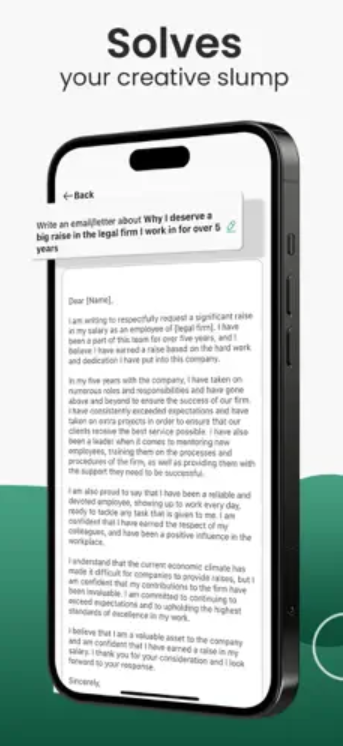 Solves
your creative slump
←Back
Write an email/letter about Why I deserve a
big raise in the legal firm I work in for over 5
years
Dear [Name],
I am writing to respectfully request a significant raise
in my salary as an employee of [legal firm]. I have
been a part of this team for over five years, and I
believe I have earned a raise based on the hard work
and dedication I have put into this company.
In my five years with the company, I have taken on
numerous roles and responsibilities and have gone
above and beyond to ensure the success of our firm.
I have consistently exceeded expectations and have
taken on extra projects in order to ensure that our
clients receive the best service possible. I have also
been a leader when it comes to mentoring new
employees, training them on the processes and
procedures of the firm, as well as providing them with
the support they need to be successful.
I am also proud to say that I have been a reliable and
devoted employee, showing up to work every day,
ready to tackle any task that is given to me. I am
confident that I have earned the respect of my
colleagues, and have been a positive influence in the
workplace.
I understand that the current economic climate has
made it difficult for companies to provide raises, but I
am confident that my contributions to the firm have
been invaluable. I am committed to continuing to
exceed expectations and to upholding the highest
standards of excellence in my work.
I believe that I am a valuable asset to the company
and am confident that I have earned a raise in my
salary. I thank you for your consideration and I look
forward to your response.
Sincerely,